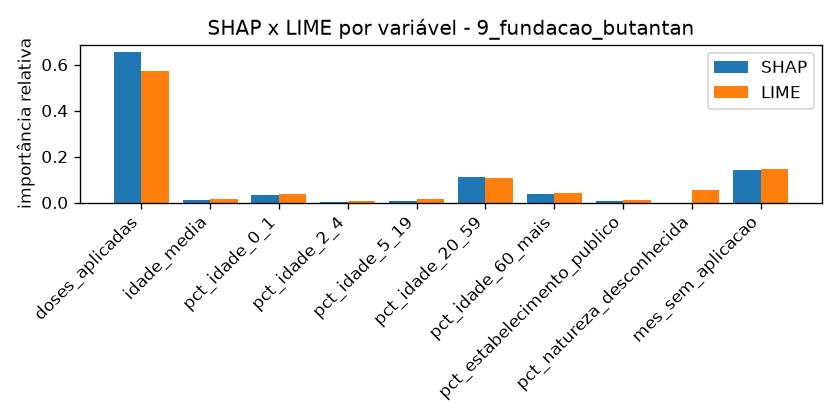 SHAP x LIME por variável - 9_fundacao_butantan
importância relativa
0.6
0.4
0.2
0.0
SHAP
LIME
doses_aplicadas
idade_media
pct_idade_0_1
pct_idade_2_4
pct_idade_5_19
pct_idade_20_59
pct_idade_60_mais
pct_estabelecimento_publico
pct_natureza_desconhecida
mes_sem_aplicacao